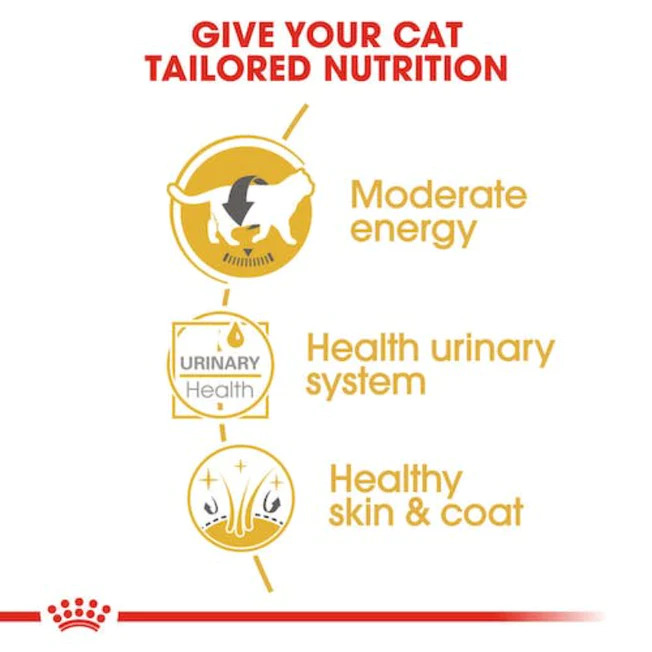 GIVE YOUR CAT
TAILORED NUTRITION
Moderate
energy
URINARY
Health
Health urinary
system
Healthy
skin & coat